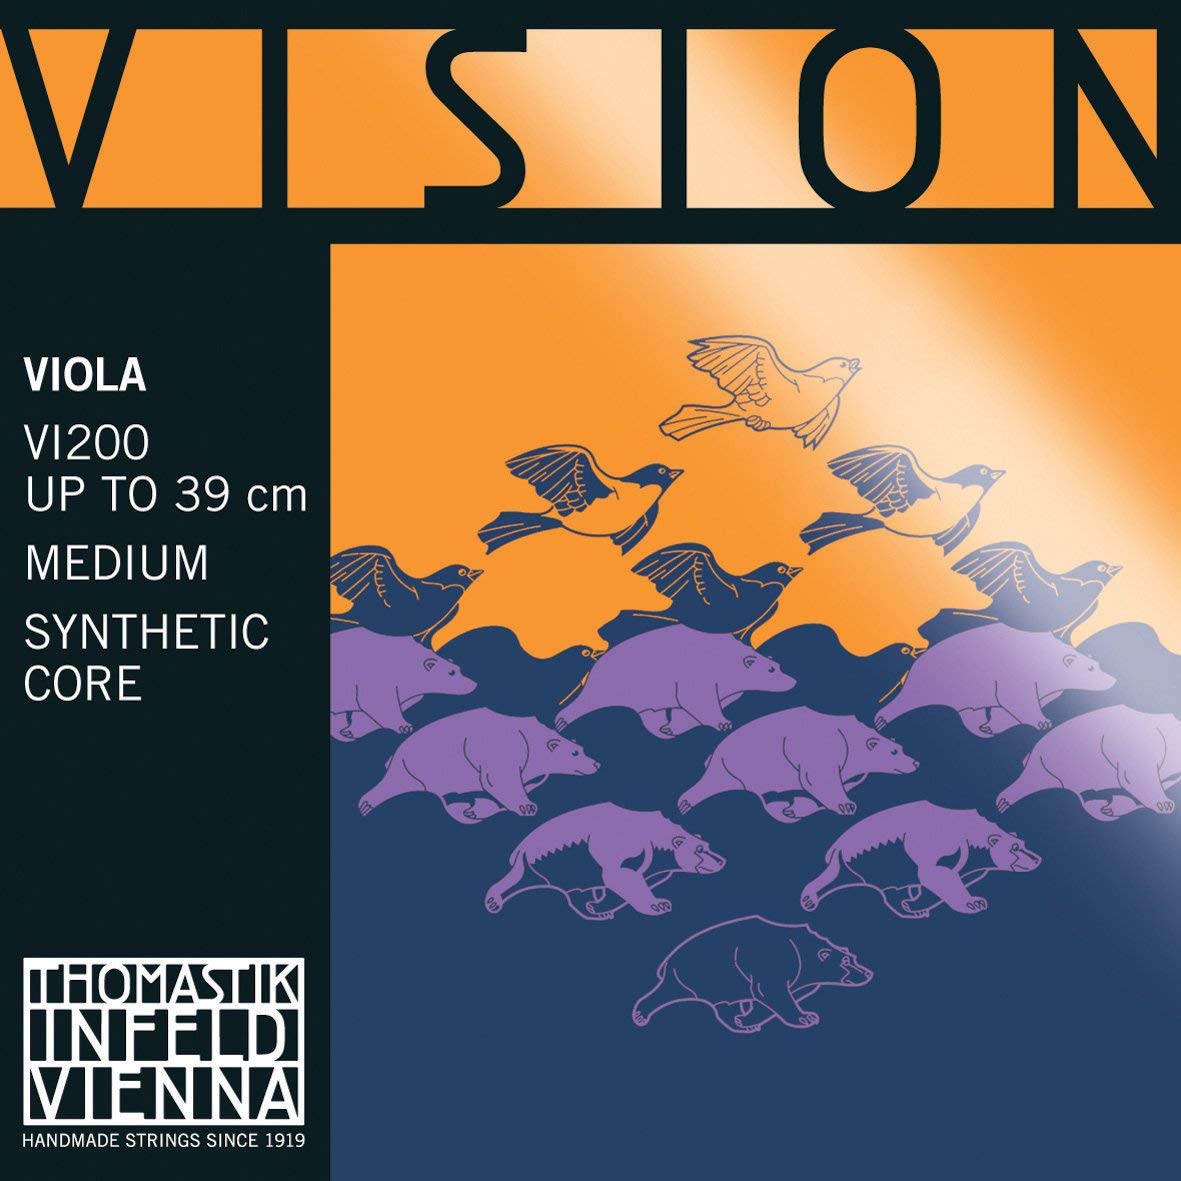 VISION
VIOLA
VI200
UP TO 39 cm
MEDIUM
SYNTHETIC
CORE
THOMASTIK
INFELD
VIENNA
HANDMADE STRINGS SINCE 1919